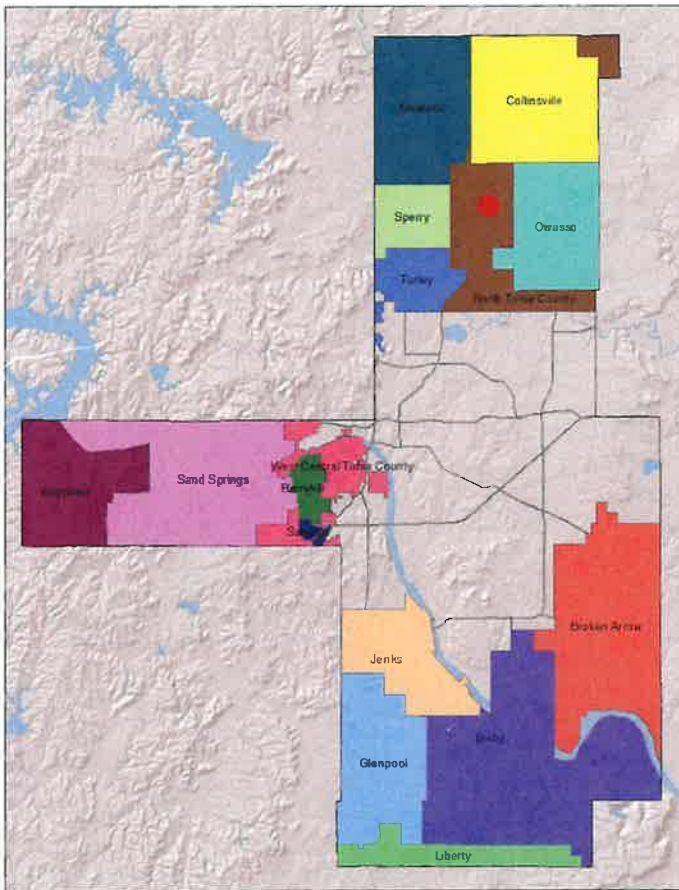 Collinsville
Sperry
Owasso
Turley
North Tulsa County
West Central Tulsa County
Sand Springs
Broken Arrow
Jenks
Bixby
Glenpool
Liberty